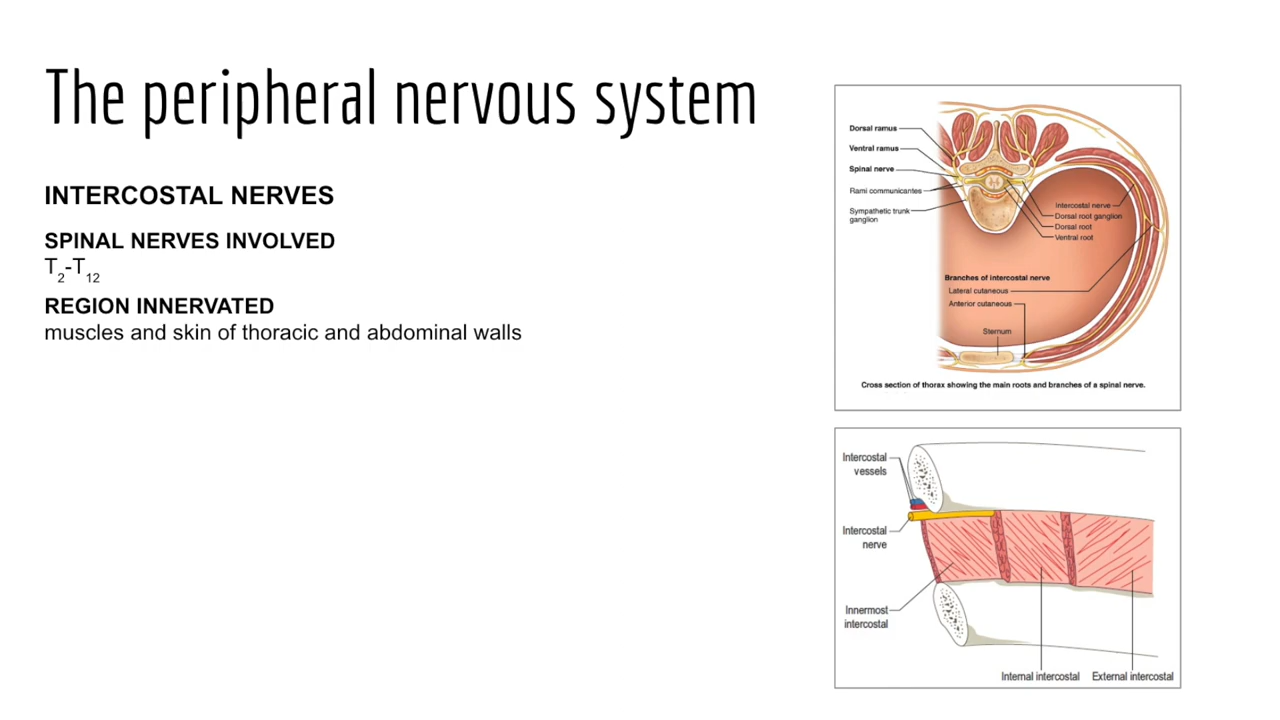 The peripheral nervous system
INTERCOSTAL NERVES
SPINAL NERVES INVOLVED
T2-T12
REGION INNERVATED
muscles and skin of thoracic and abdominal walls
Dorsal ramus
Ventral ramus
Spinal nerve
Rami communicantes
Sympathetic trunk
ganglion
Intercostal nerve
Dorsal root ganglion
Dorsal root
Ventral root
Branches of intercostal nerve
Lateral cutaneous
Anterior cutaneous
Sternum
Cross section of thorax showing the main roots and branches of a spinal nerve.
Intercostal
vessels
Intercostal
nerve
Innermost
intercostal
Internal intercostal
External intercostal